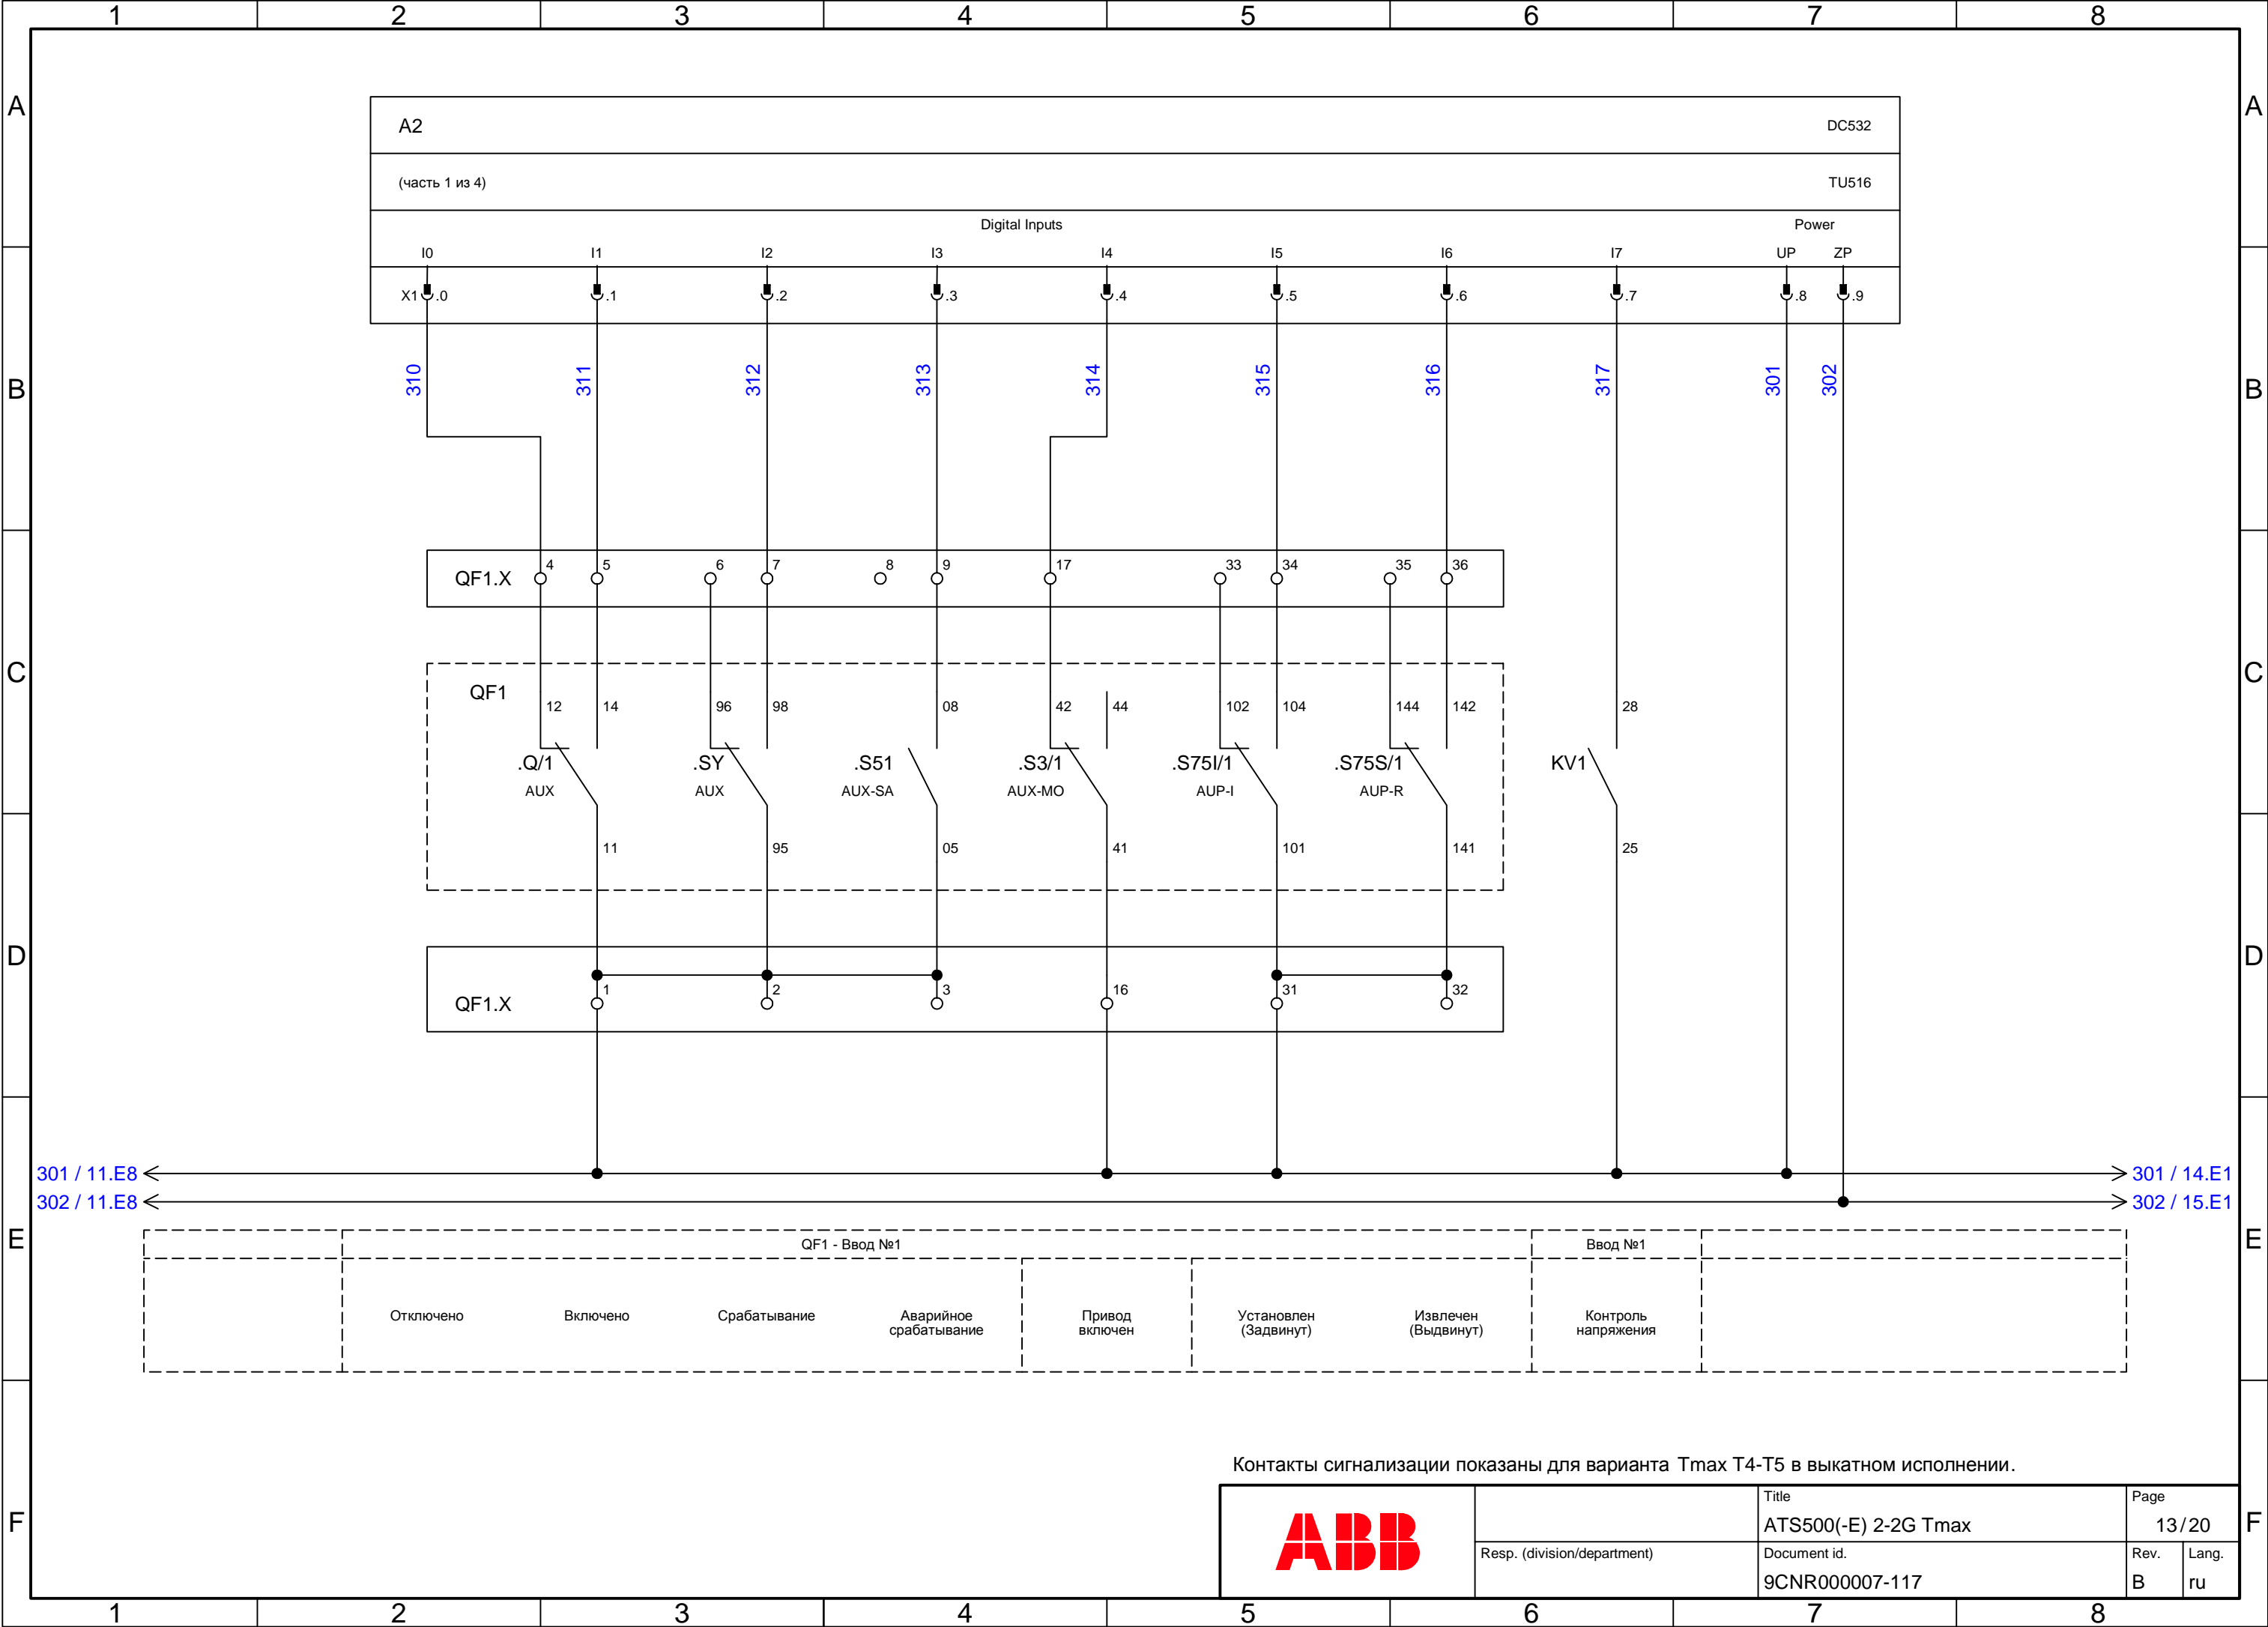 1 2 3 4 5 6 7 8
A A
A2 DC532
(часть 1 из 4) TU516
Digital Inputs Power
I0 I1 I2 I3 I4 I5 I6 I7 UP ZP
X1 .0 .1 .2 .3 .4 .5 .6 .7 .8 .9
B B
310 311 312 313 314 315 316 317 301 302
QF1.X 4 5 6 7 8 9 17 33 34 35 36
C C
QF1
12 14 96 98 08 42 44 102 104 144 142 28
.Q/1 .SY .S51 .S3/1 .S75I/1 .S75S/1 KV1
AUX AUX AUX-SA AUX-MO AUP-I AUP-R
11 95 05 41 101 141 25
D D
QF1.X 1 2 3 16 31 32
301 / 11.E8 301 / 14.E1
302 / 11.E8 302 / 15.E1
E E
QF1 - Ввод №1 Ввод №1
Отключено Включено Срабатывание Аварийное Привод Установлен Извлечен Контроль
срабатывание включен (Задвинут) (Выдвинут) напряжения
Контакты сигнализации показаны для варианта Tmax T4-T5 в выкатном исполнении.
F F
ABB
Title
ATS500(-E) 2-2G Tmax
Page
13/20
Resp. (division/department)
Document id.
9CNR000007-117
Rev.
B
Lang.
ru
1 2 3 4 5 6 7 8